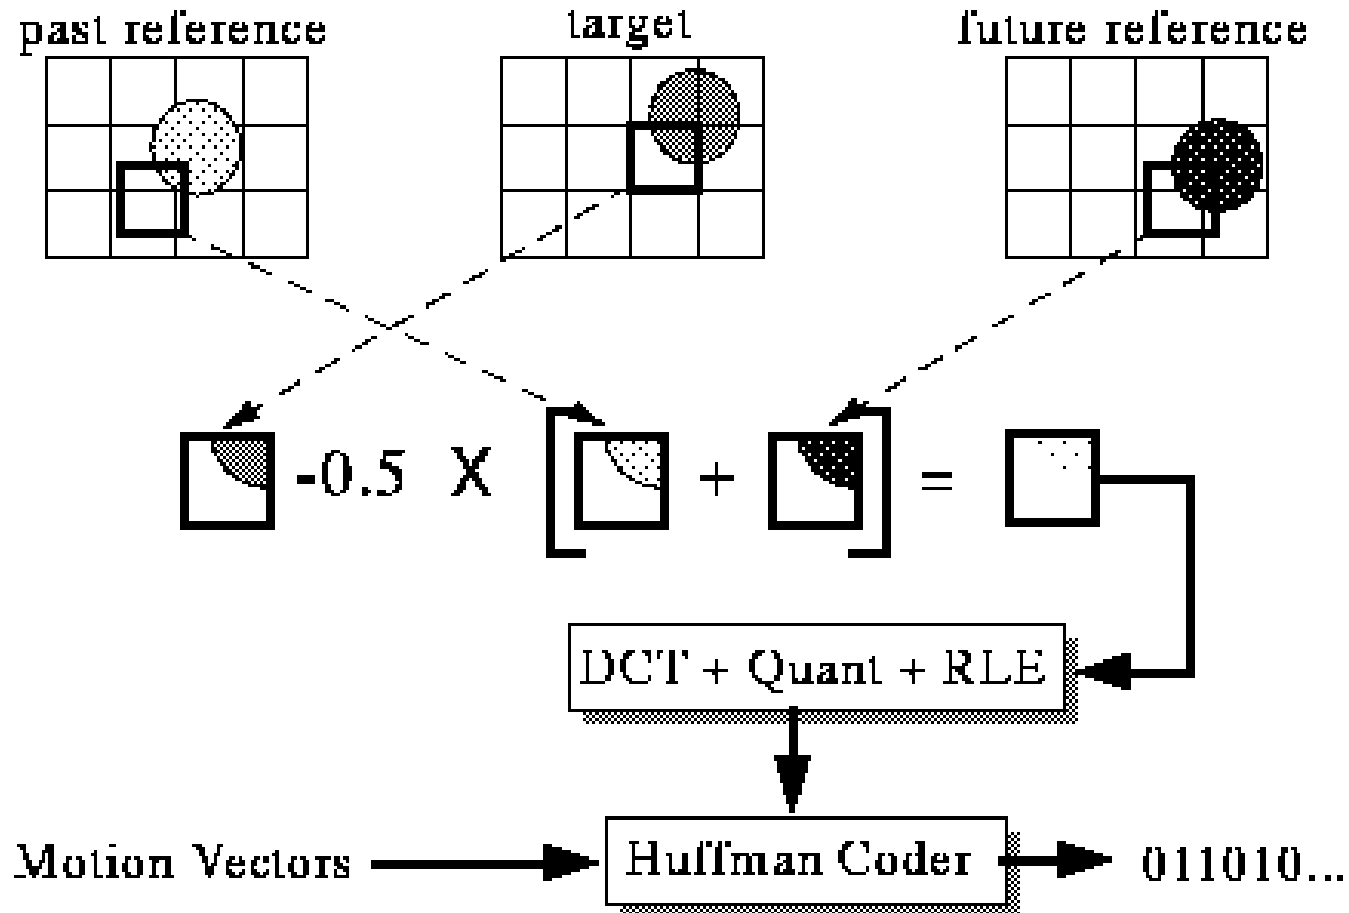 past reference
target
future reference
-0.5 X [ + ] =
DCT + Quant + RLE
Motion Vectors
Huffman Coder
011010...